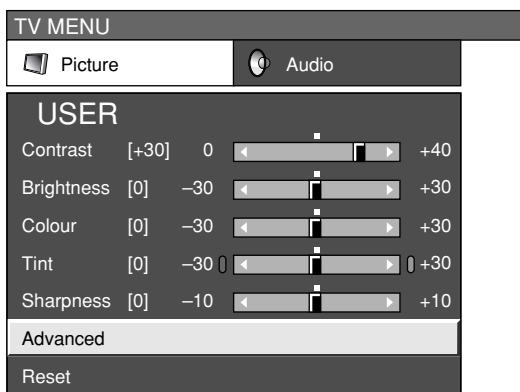 TV MENU
Picture Audio
USER
Contrast [+30] 0 +40
Brightness [0] –30 +30
Colour [0] –30 +30
Tint [0] –30 +30
Sharpness [0] –10 +10
Advanced
Reset